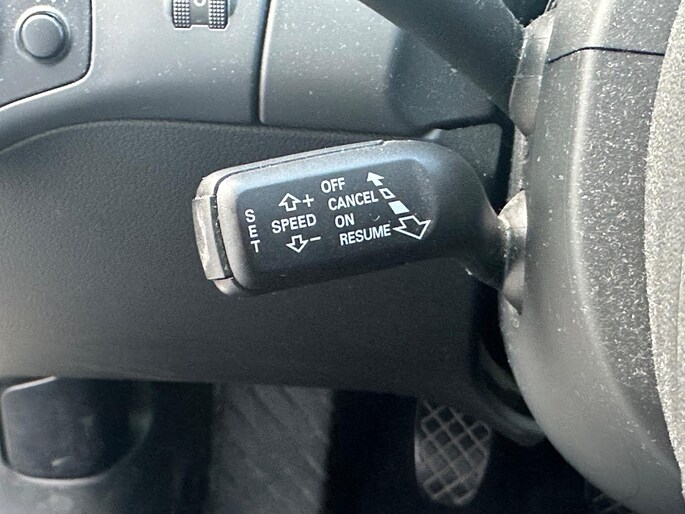 SET
SPEED
+
-
OFF
CANCEL
ON
RESUME